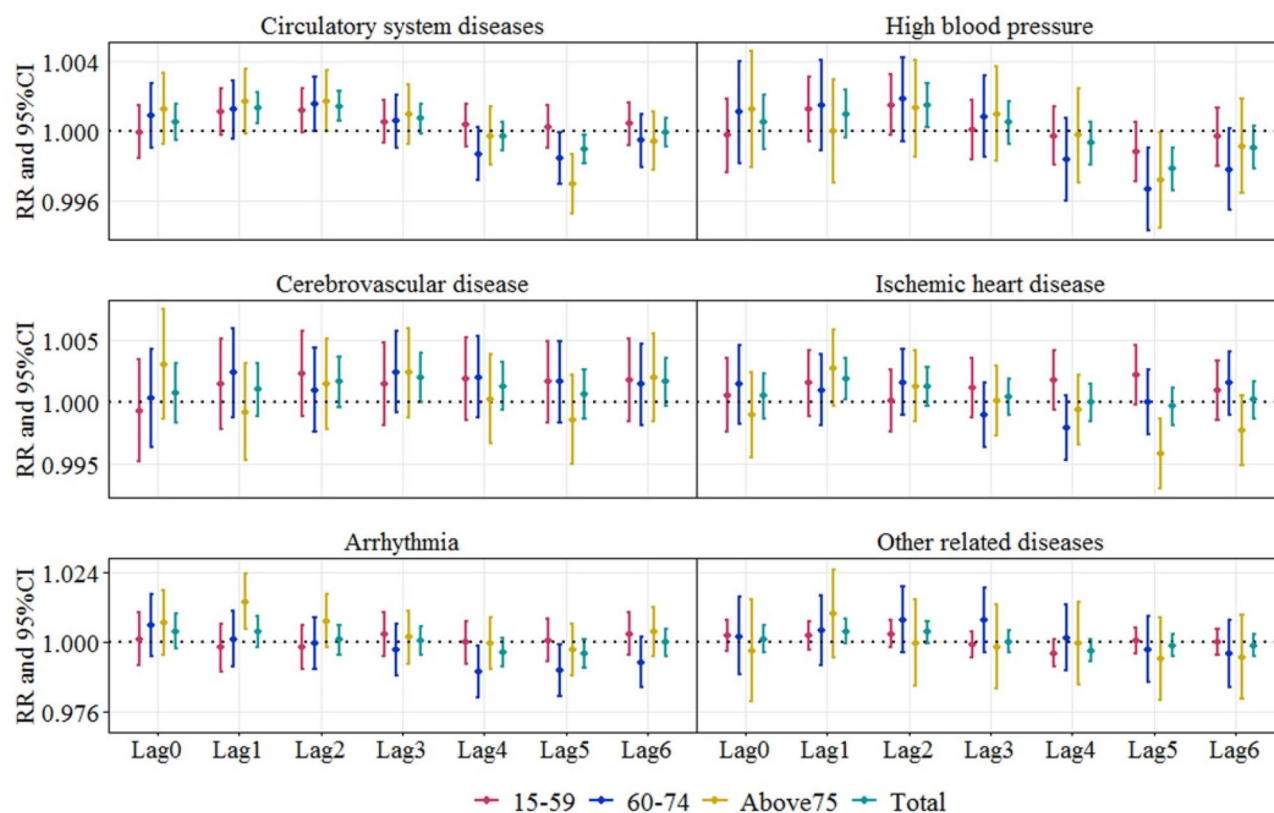 Circulatory system diseases High blood pressure
RR and 95%CI
1.004
1.000
0.996
Cerebrovascular disease Ischemic heart disease
RR and 95%CI
1.005
1.000
0.995
Arrhythmia Other related diseases
RR and 95%CI
1.024
1.000
0.976
Lag0 Lag1 Lag2 Lag3 Lag4 Lag5 Lag6 Lag0 Lag1 Lag2 Lag3 Lag4 Lag5 Lag6
15-59 60-74 Above75 Total